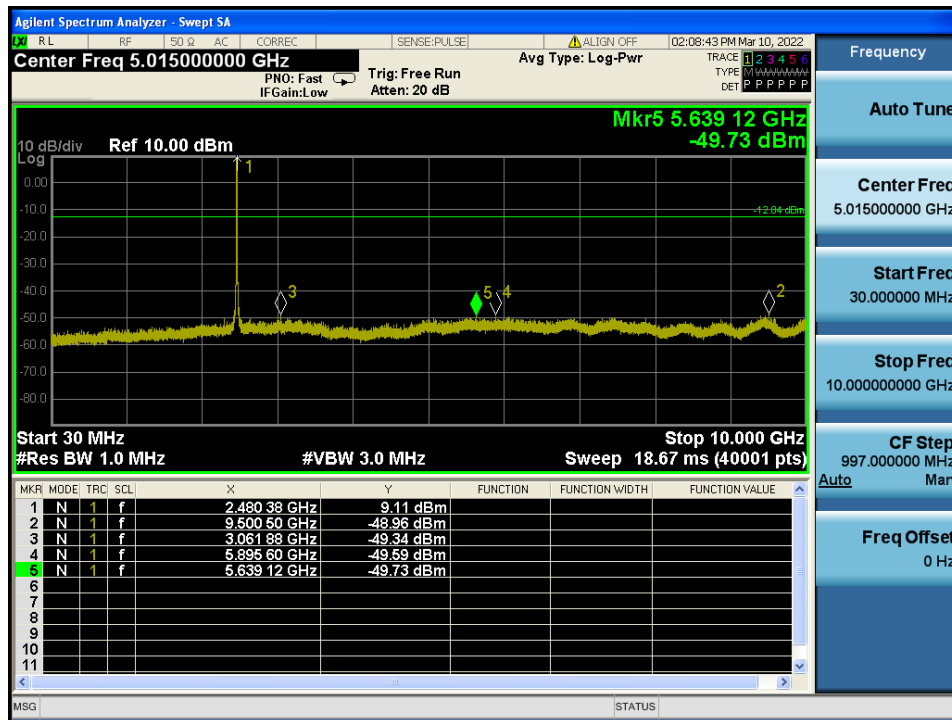 Agilent Spectrum Analyzer - Swept SA
LXI RL RF 50 Ω AC CORREC SENSE:PULSE ALIGN OFF 02:08:43 PM Mar 10, 2022
Center Freq 5.015000000 GHz Avg Type: Log-Pwr TRACE 1 2 3 4 5 6
PNO: Fast Trig: Free Run TYPE M W W W W W
IFGain:Low Atten: 20 dB DET P P P P P P
Mkr5 5.639 12 GHz
-49.73 dBm
10 dB/div Ref 10.00 dBm
Log
0.00
-10.0
-12.04 dBm
-20.0
-30.0
-40.0
-50.0
-60.0
-70.0
-80.0
1
3
5
4
2
Start 30 MHz Stop 10.000 GHz
#Res BW 1.0 MHz #VBW 3.0 MHz Sweep 18.67 ms (40001 pts)
MKR MODE TRC SCL X Y FUNCTION FUNCTION WIDTH FUNCTION VALUE
1 N 1 f 2.480 38 GHz 9.11 dBm
2 N 1 f 9.500 50 GHz -48.96 dBm
3 N 1 f 3.061 88 GHz -49.34 dBm
4 N 1 f 5.895 60 GHz -49.59 dBm
5 N 1 f 5.639 12 GHz -49.73 dBm
6
7
8
9
10
11
MSG STATUS
Frequency
Auto Tune
Center Freq
5.015000000 GHz
Start Freq
30.000000 MHz
Stop Freq
10.000000000 GHz
CF Step
997.000000 MHz
Auto Man
Freq Offset
0 Hz